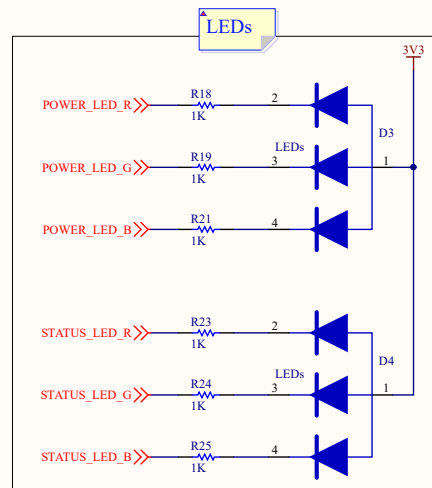 LEDs
3V3
R18
POWER_LED_R
2
1K
D3
R19
LEDs
POWER_LED_G
3
1
1K
R21
POWER_LED_B
4
1K
R23
STATUS_LED_R
2
1K
D4
R24
LEDs
STATUS_LED_G
3
1
1K
R25
STATUS_LED_B
4
1K